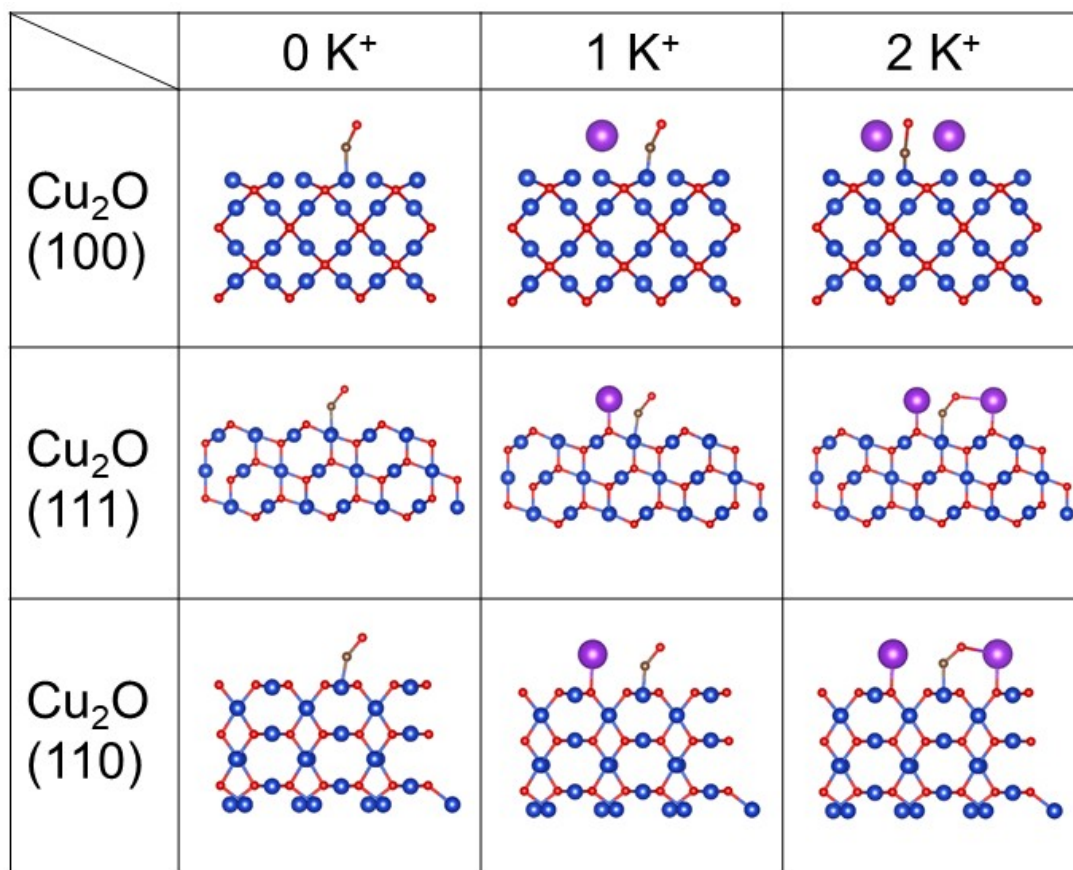 0 K⁺
1 K⁺
2 K⁺
Cu₂O
(100)
Cu₂O
(111)
Cu₂O
(110)